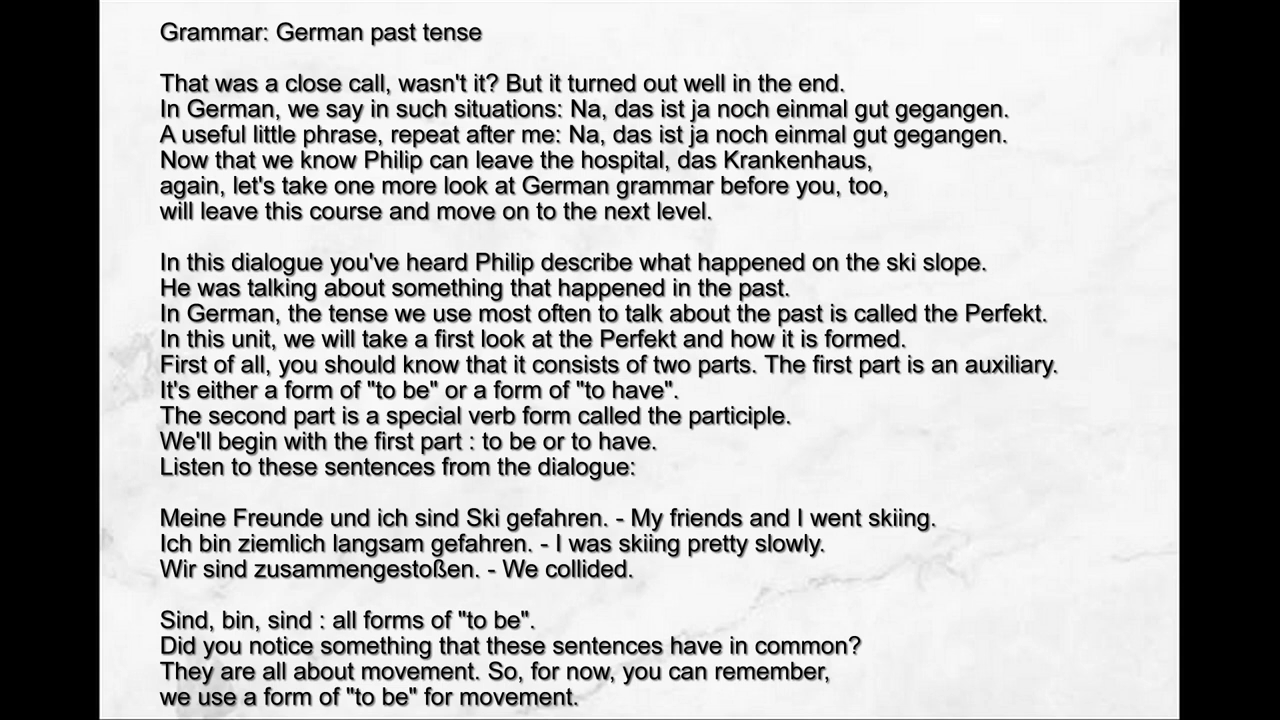 Grammar: German past tense
That was a close call, wasn't it? But it turned out well in the end.
In German, we say in such situations: Na, das ist ja noch einmal gut gegangen.
A useful little phrase, repeat after me: Na, das ist ja noch einmal gut gegangen.
Now that we know Philip can leave the hospital, das Krankenhaus,
again, let's take one more look at German grammar before you, too,
will leave this course and move on to the next level.
In this dialogue you've heard Philip describe what happened on the ski slope.
He was talking about something that happened in the past.
In German, the tense we use most often to talk about the past is called the Perfekt.
In this unit, we will take a first look at the Perfekt and how it is formed.
First of all, you should know that it consists of two parts. The first part is an auxiliary.
It's either a form of "to be" or a form of "to have".
The second part is a special verb form called the participle.
We'll begin with the first part : to be or to have.
Listen to these sentences from the dialogue:
Meine Freunde und ich sind Ski gefahren. - My friends and I went skiing.
Ich bin ziemlich langsam gefahren. - I was skiing pretty slowly.
Wir sind zusammengestoßen. - We collided.
Sind, bin, sind : all forms of "to be".
Did you notice something that these sentences have in common?
They are all about movement. So, for now, you can remember,
we use a form of "to be" for movement.